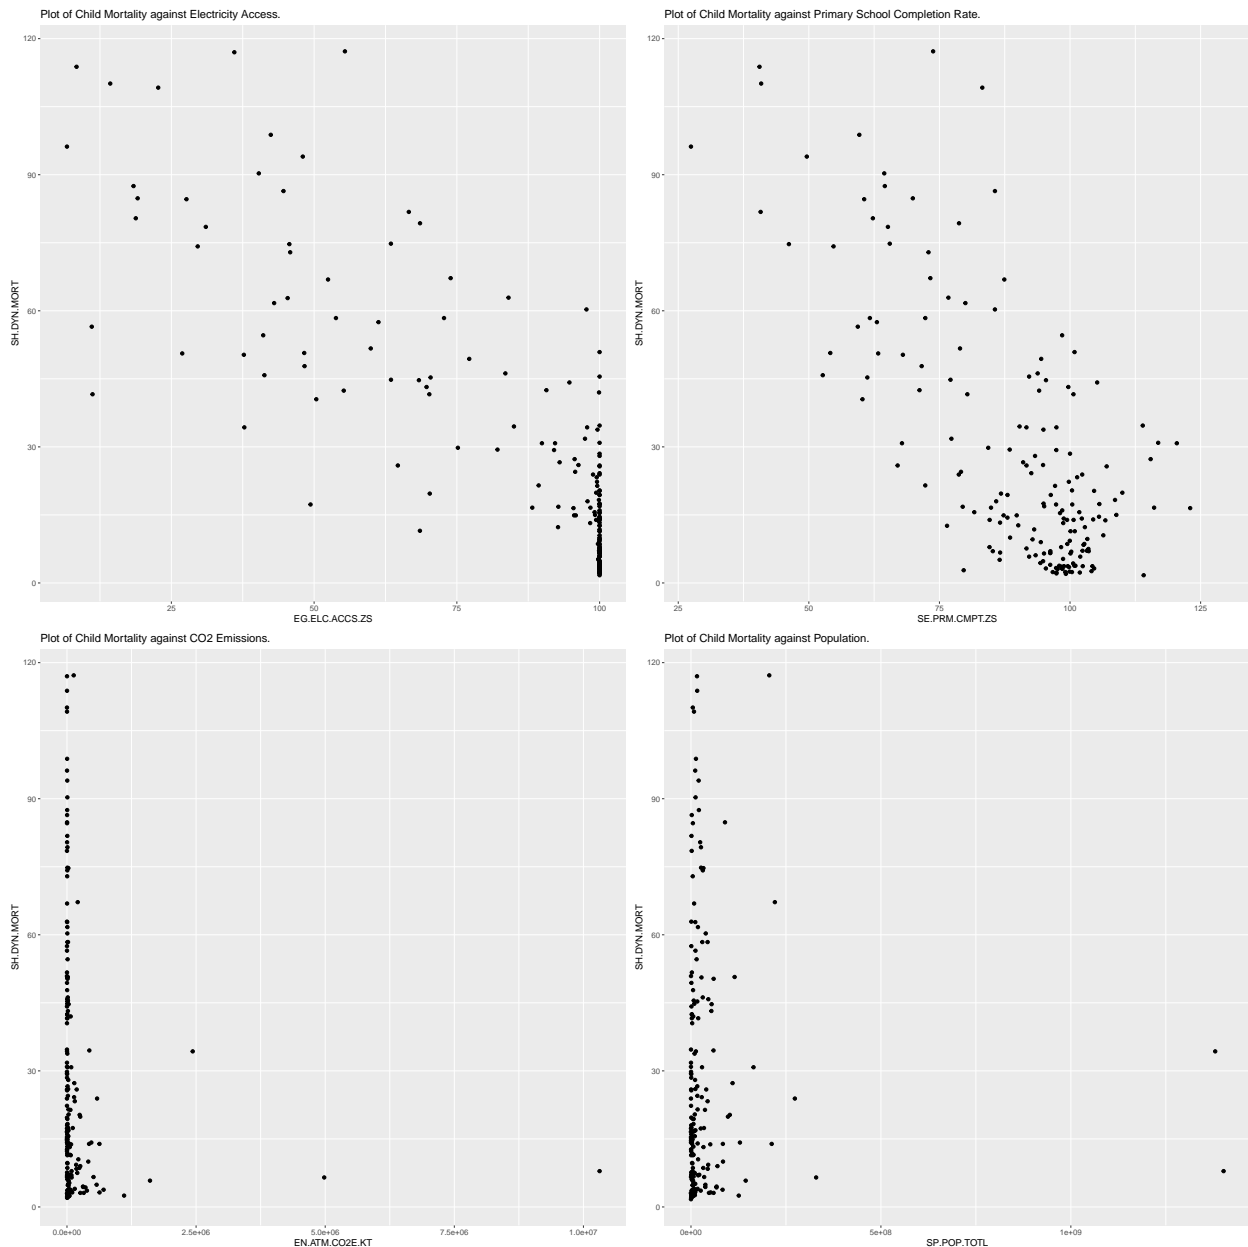 Plot of Child Mortality against Electricity Access.
120
90
60
30
0
SH.DYN.MORT
25
50
75
100
EG.ELC.ACCS.ZS
Plot of Child Mortality against Primary School Completion Rate.
120
90
60
30
0
SH.DYN.MORT
25
50
75
100
125
SE.PRM.CMPT.ZS
Plot of Child Mortality against CO2 Emissions.
120
90
60
30
0
SH.DYN.MORT
0.0e+00
2.5e+06
5.0e+06
7.5e+06
1.0e+07
EN.ATM.CO2E.KT
Plot of Child Mortality against Population.
120
90
60
30
0
SH.DYN.MORT
0e+00
5e+08
1e+09
SP.POP.TOTL